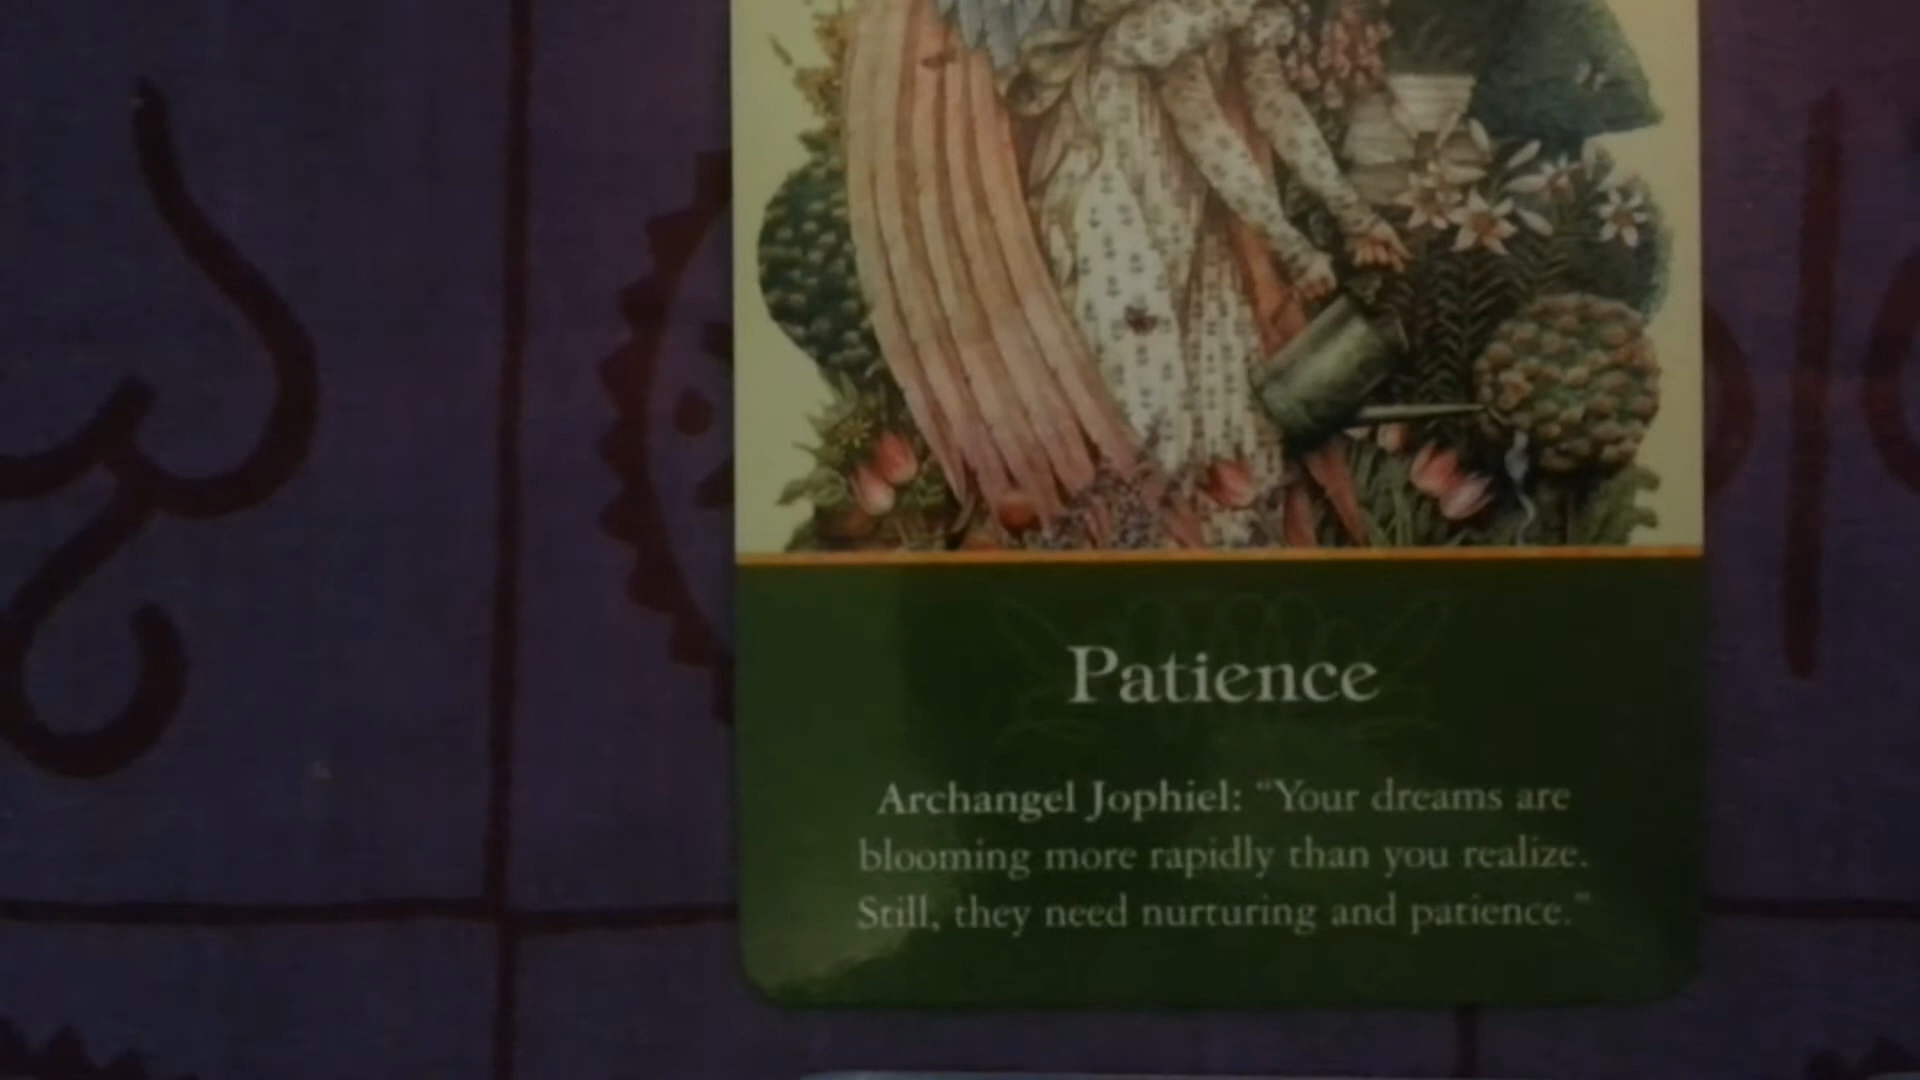 Patience
Archangel Jophiel: “Your dreams are
blooming more rapidly than you realize.
Still, they need nurturing and patience.”